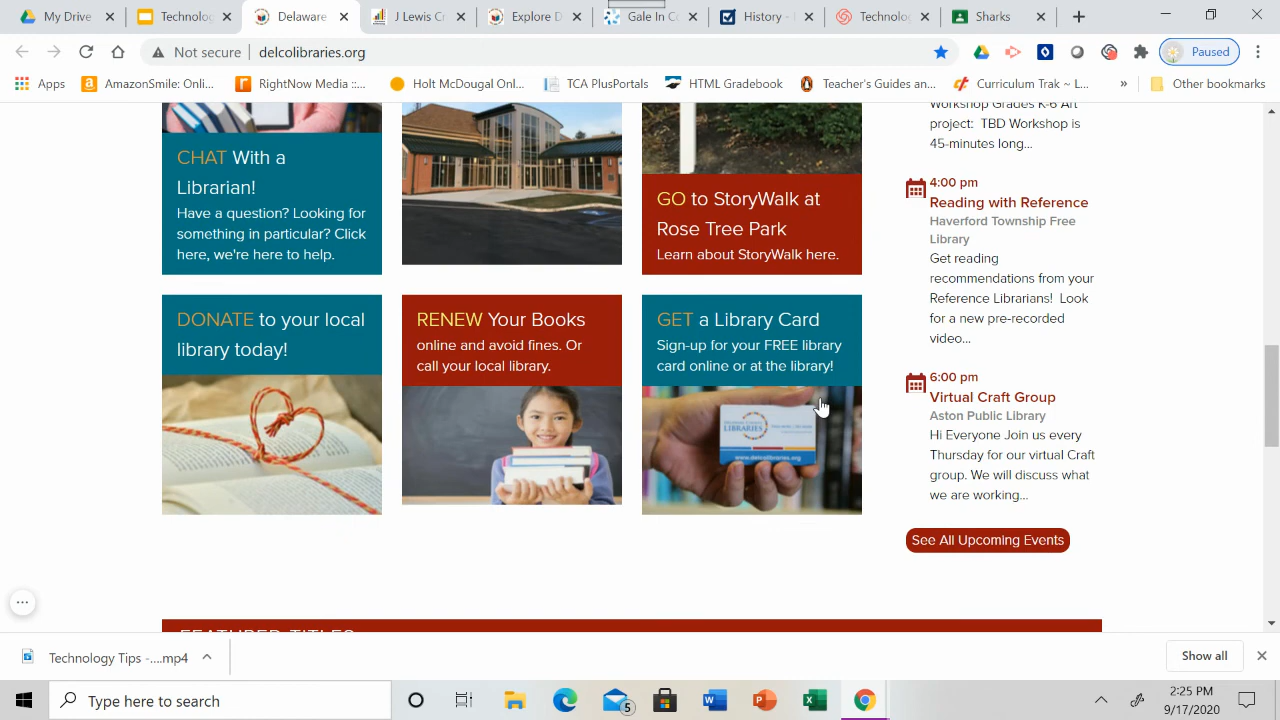 My Drive
Delaware
J Lewis Cr
Explore D
Gale In Co
History -
Technolo
Follower
Not secure | delcolibraries.org
Paused
Apps
AmazonSmile: Onli...
RightNow Media ::...
Holt McDougal Onl...
TCA PlusPortals
HTML Gradebook
Teacher's Guides an...
Curriculum Trak ~ L...
»
Other bookmarks
CHAT With a
Librarian!
Have a question? Looking for
something in particular? Click
here, we're here to help.
GO to StoryWalk at
Rose Tree Park
Learn about StoryWalk here.
DONATE to your local
library today!
RENEW Your Books
online and avoid fines. Or
call your local library.
GET a Library Card
Sign-up for your FREE library
card online or at the library!
LIBRARIES
www.delcolibraries.org
Workshop Grades K-6 Art
project: TBD Workshop is
45-minutes long...
4:00 pm
Reading with Reference
Haverford Township Free
Library
Get reading
recommendations from your
Reference Librarians! Look
for a new pre-recorded
video...
6:00 pm
Virtual Craft Group
Aston Public Library
Hi Everyone Join us every
Thursday for our virtual Craft
group. We will discuss what
we are working...
See All Upcoming Events
FEATURED TITLES
Technology Tips -....mp4
Show all
Type here to search
5
2:25 PM
9/17/2020